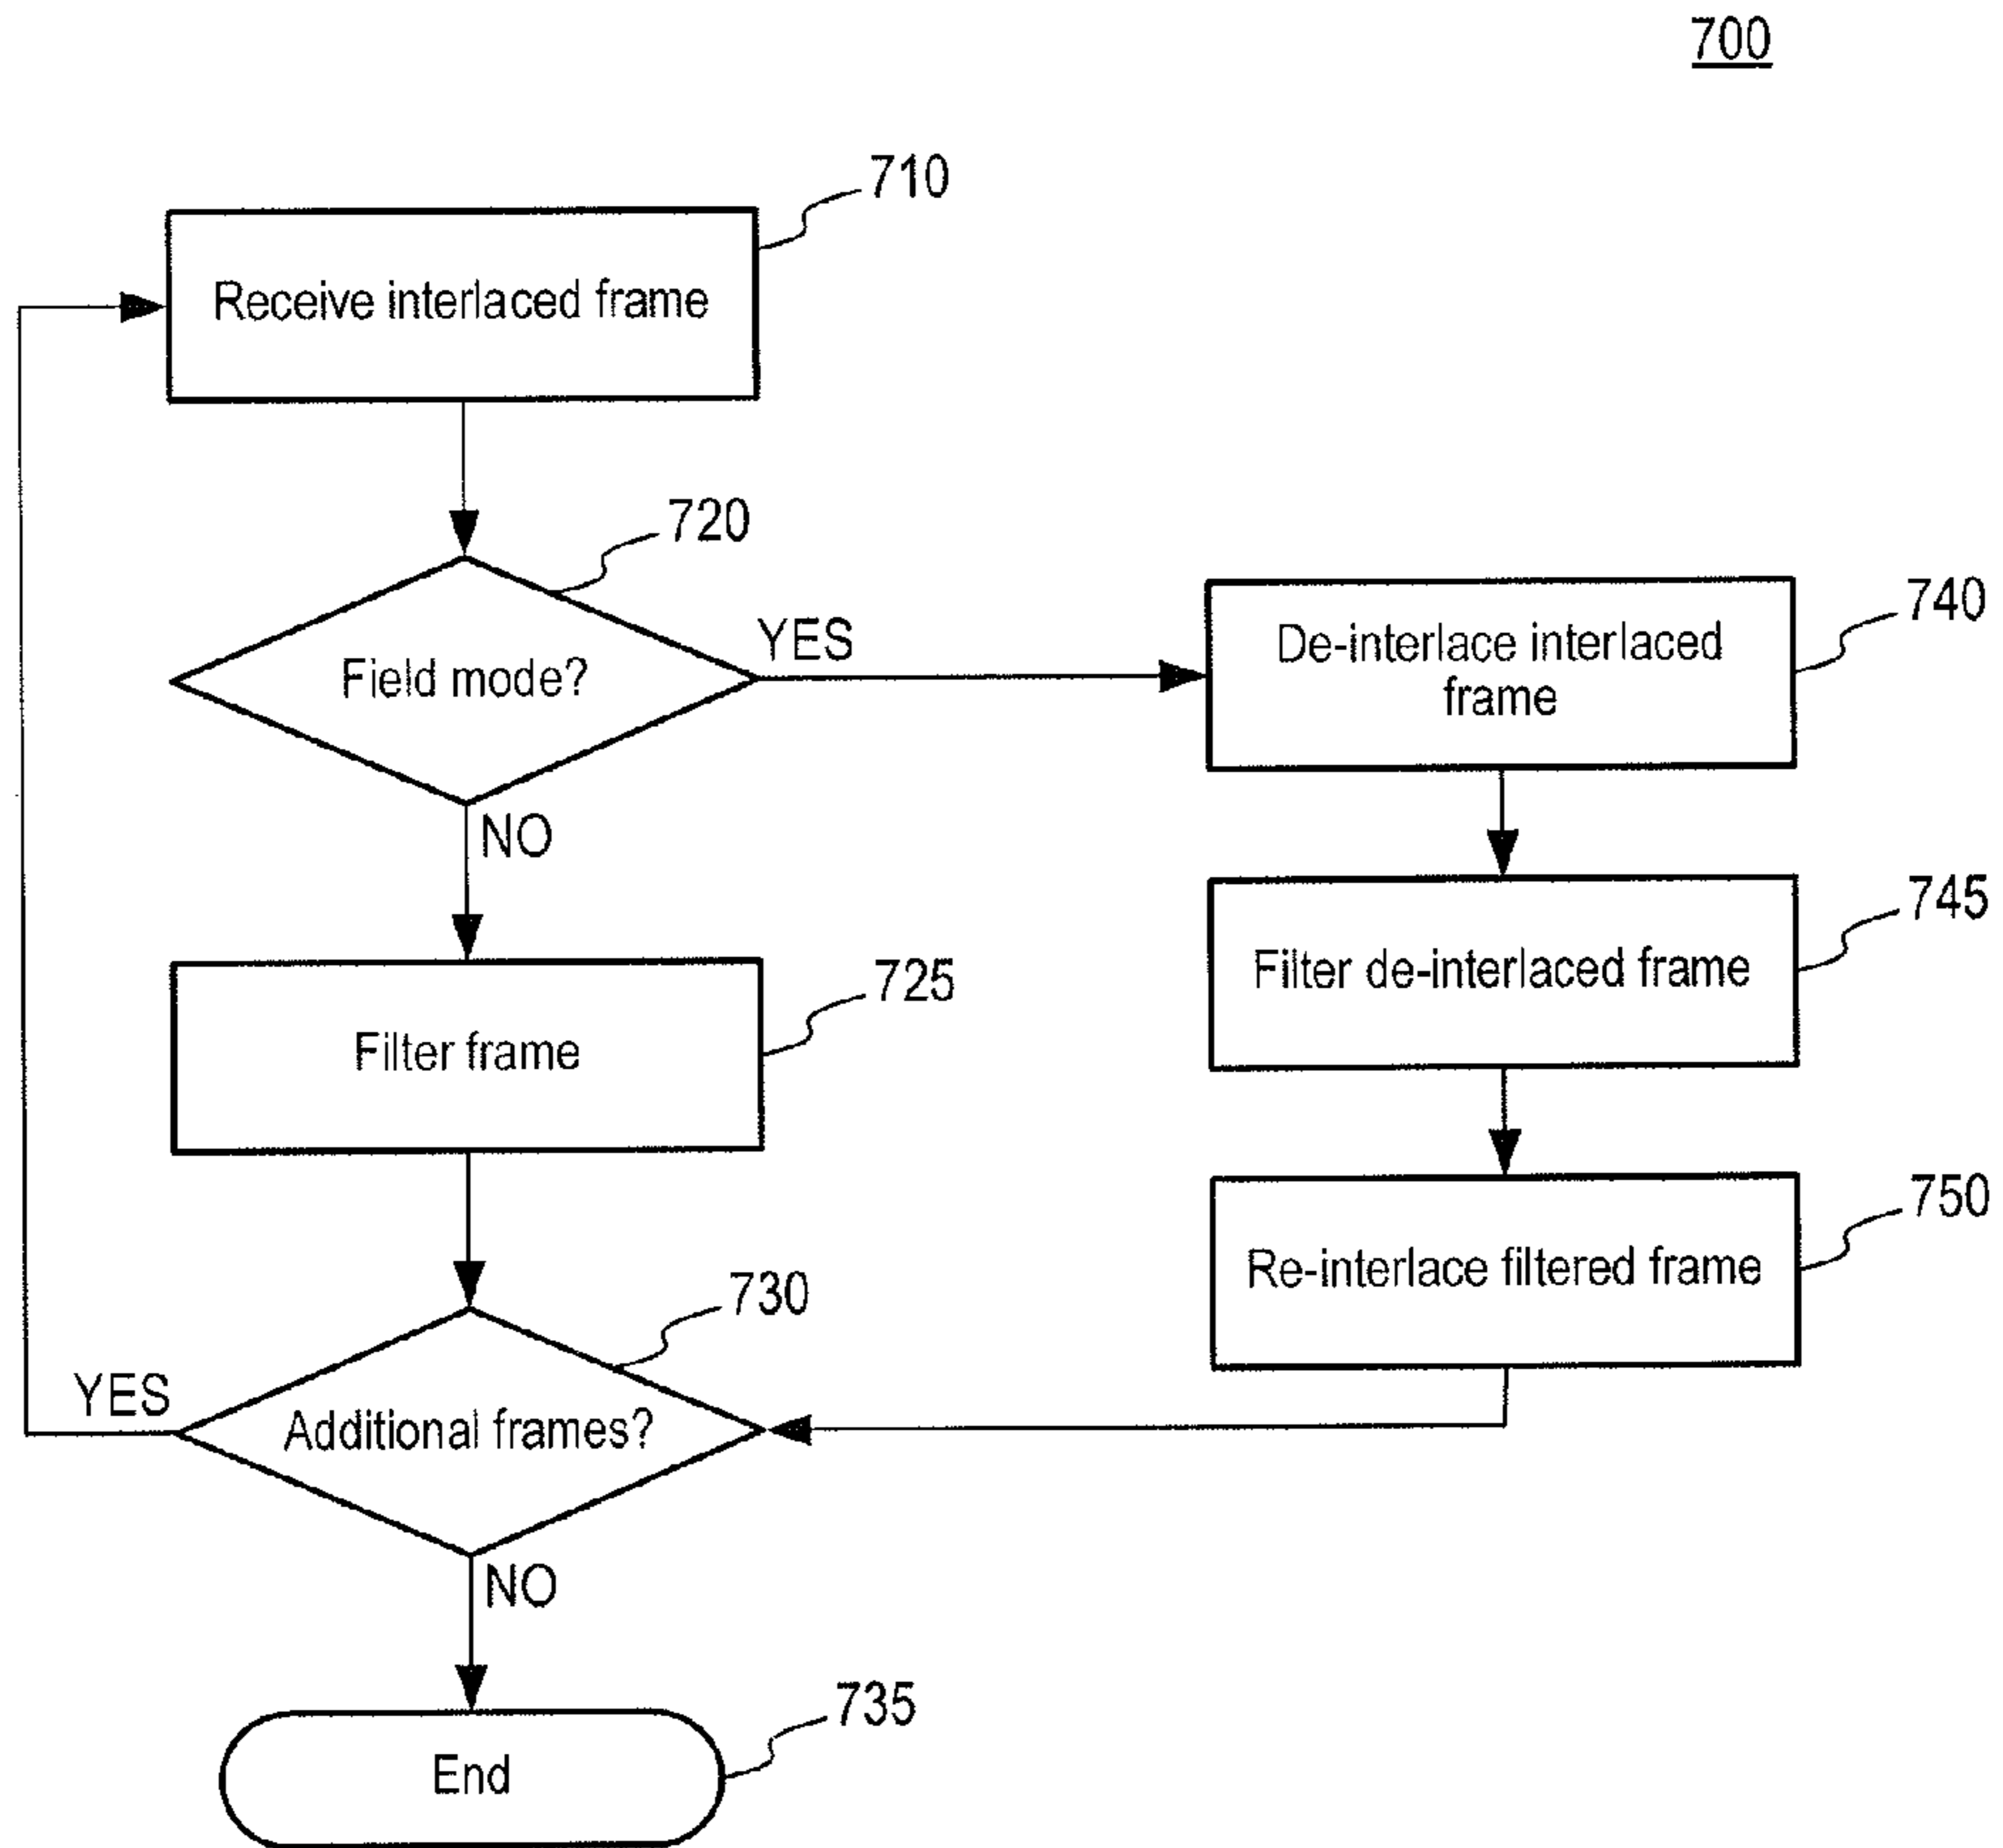 700
710
Receive interlaced frame
720
Field mode?
YES
740
De-interlace interlaced
frame
NO
745
Filter de-interlaced frame
725
Filter frame
750
Re-interlace filtered frame
730
YES
Additional frames?
NO
735
End